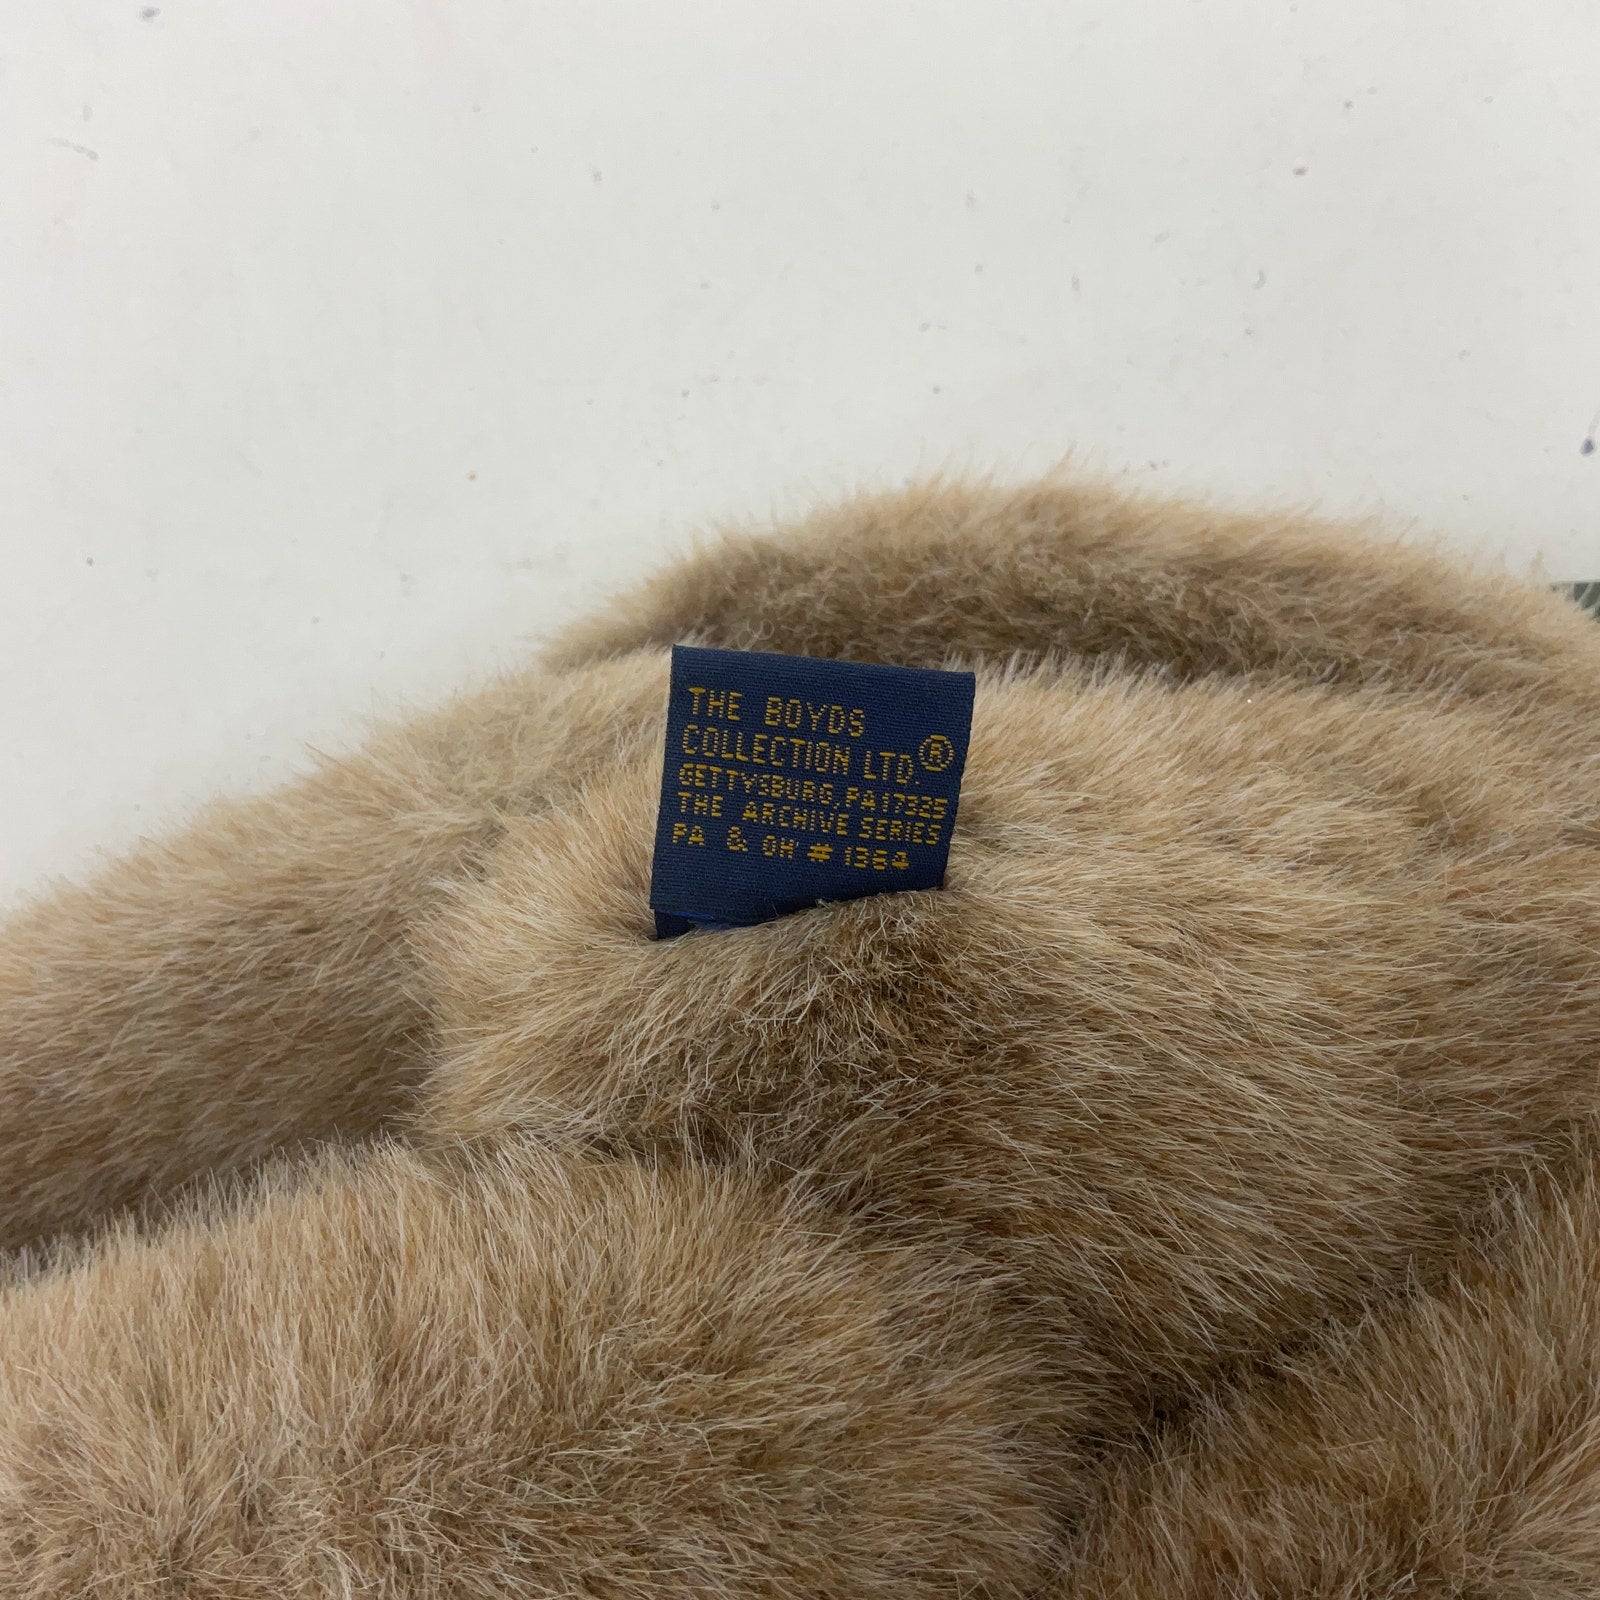 THE BOYDS
COLLECTION LTD.®
GETTYSBURG, PA 17325
THE ARCHIVE SERIES
PA & OH # 1364